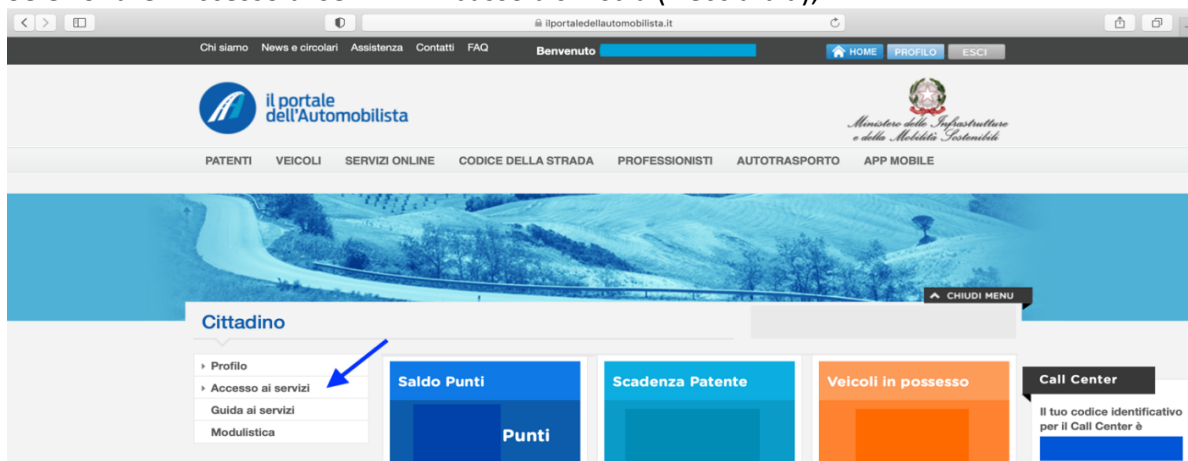 ilportaledellautomobilista.it
Chi siamo News e circolari Assistenza Contatti FAQ Benvenuto HOME PROFILO ESCI
il portale
dell'Automobilista
Ministero delle Infrastrutture
e della Mobilità Sostenibili
PATENTI VEICOLI SERVIZI ONLINE CODICE DELLA STRADA PROFESSIONISTI AUTOTRASPORTO APP MOBILE
CHIUDI MENU
Cittadino
Profilo
Accesso ai servizi
Guida ai servizi
Modulistica
Saldo Punti
Punti
Scadenza Patente
Veicoli in possesso
Call Center
Il tuo codice identificativo
per il Call Center è